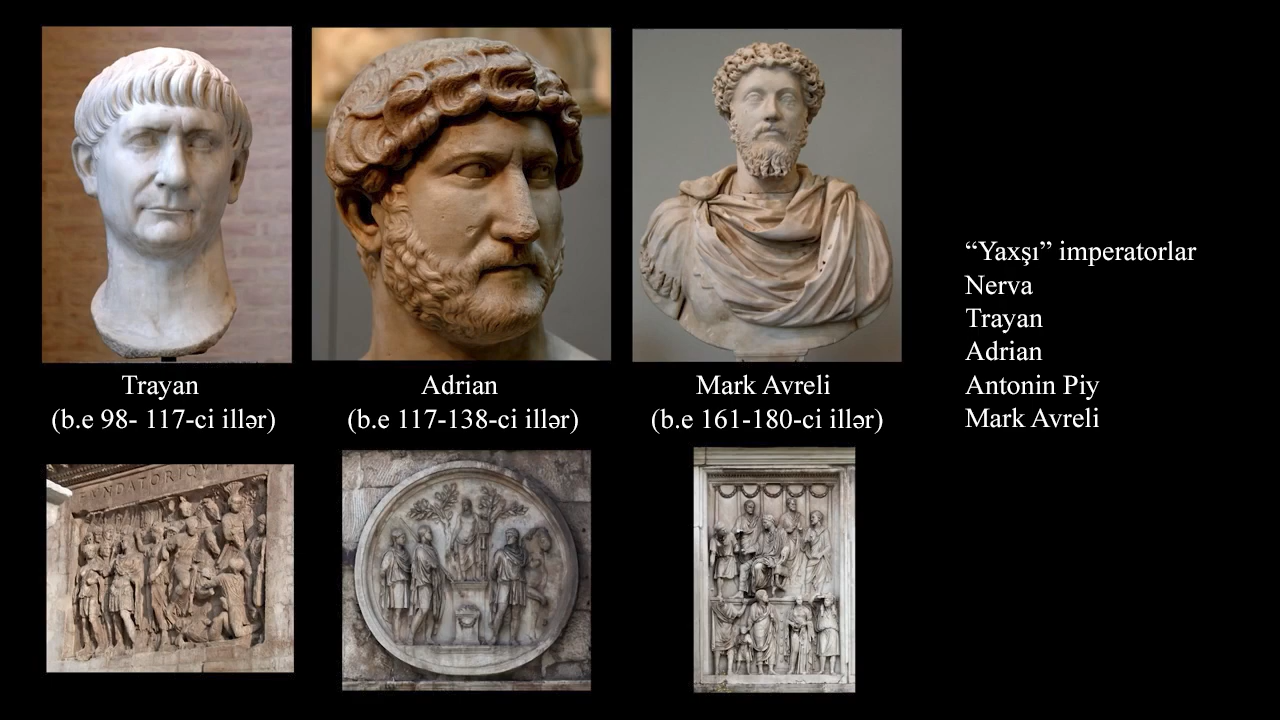 Trayan
(b.e 98- 117-ci illər)
Adrian
(b.e 117-138-ci illər)
Mark Avreli
(b.e 161-180-ci illər)
“Yaxşı” imperatorlar
Nerva
Trayan
Adrian
Antonin Piy
Mark Avreli